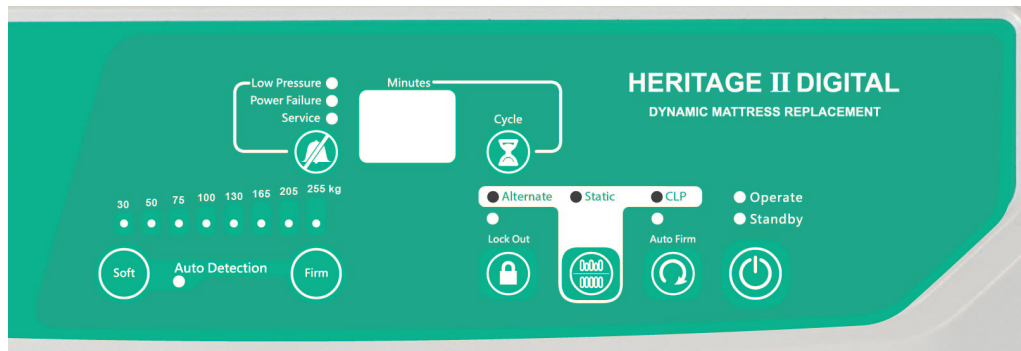 Low Pressure
Power Failure
Service
Minutes
Cycle
HERITAGE II DIGITAL
DYNAMIC MATTRESS REPLACEMENT
30 50 75 100 130 165 205 255 kg
Alternate Static CLP
Operate
Standby
Lock Out
Auto Firm
Soft
Auto Detection
Firm